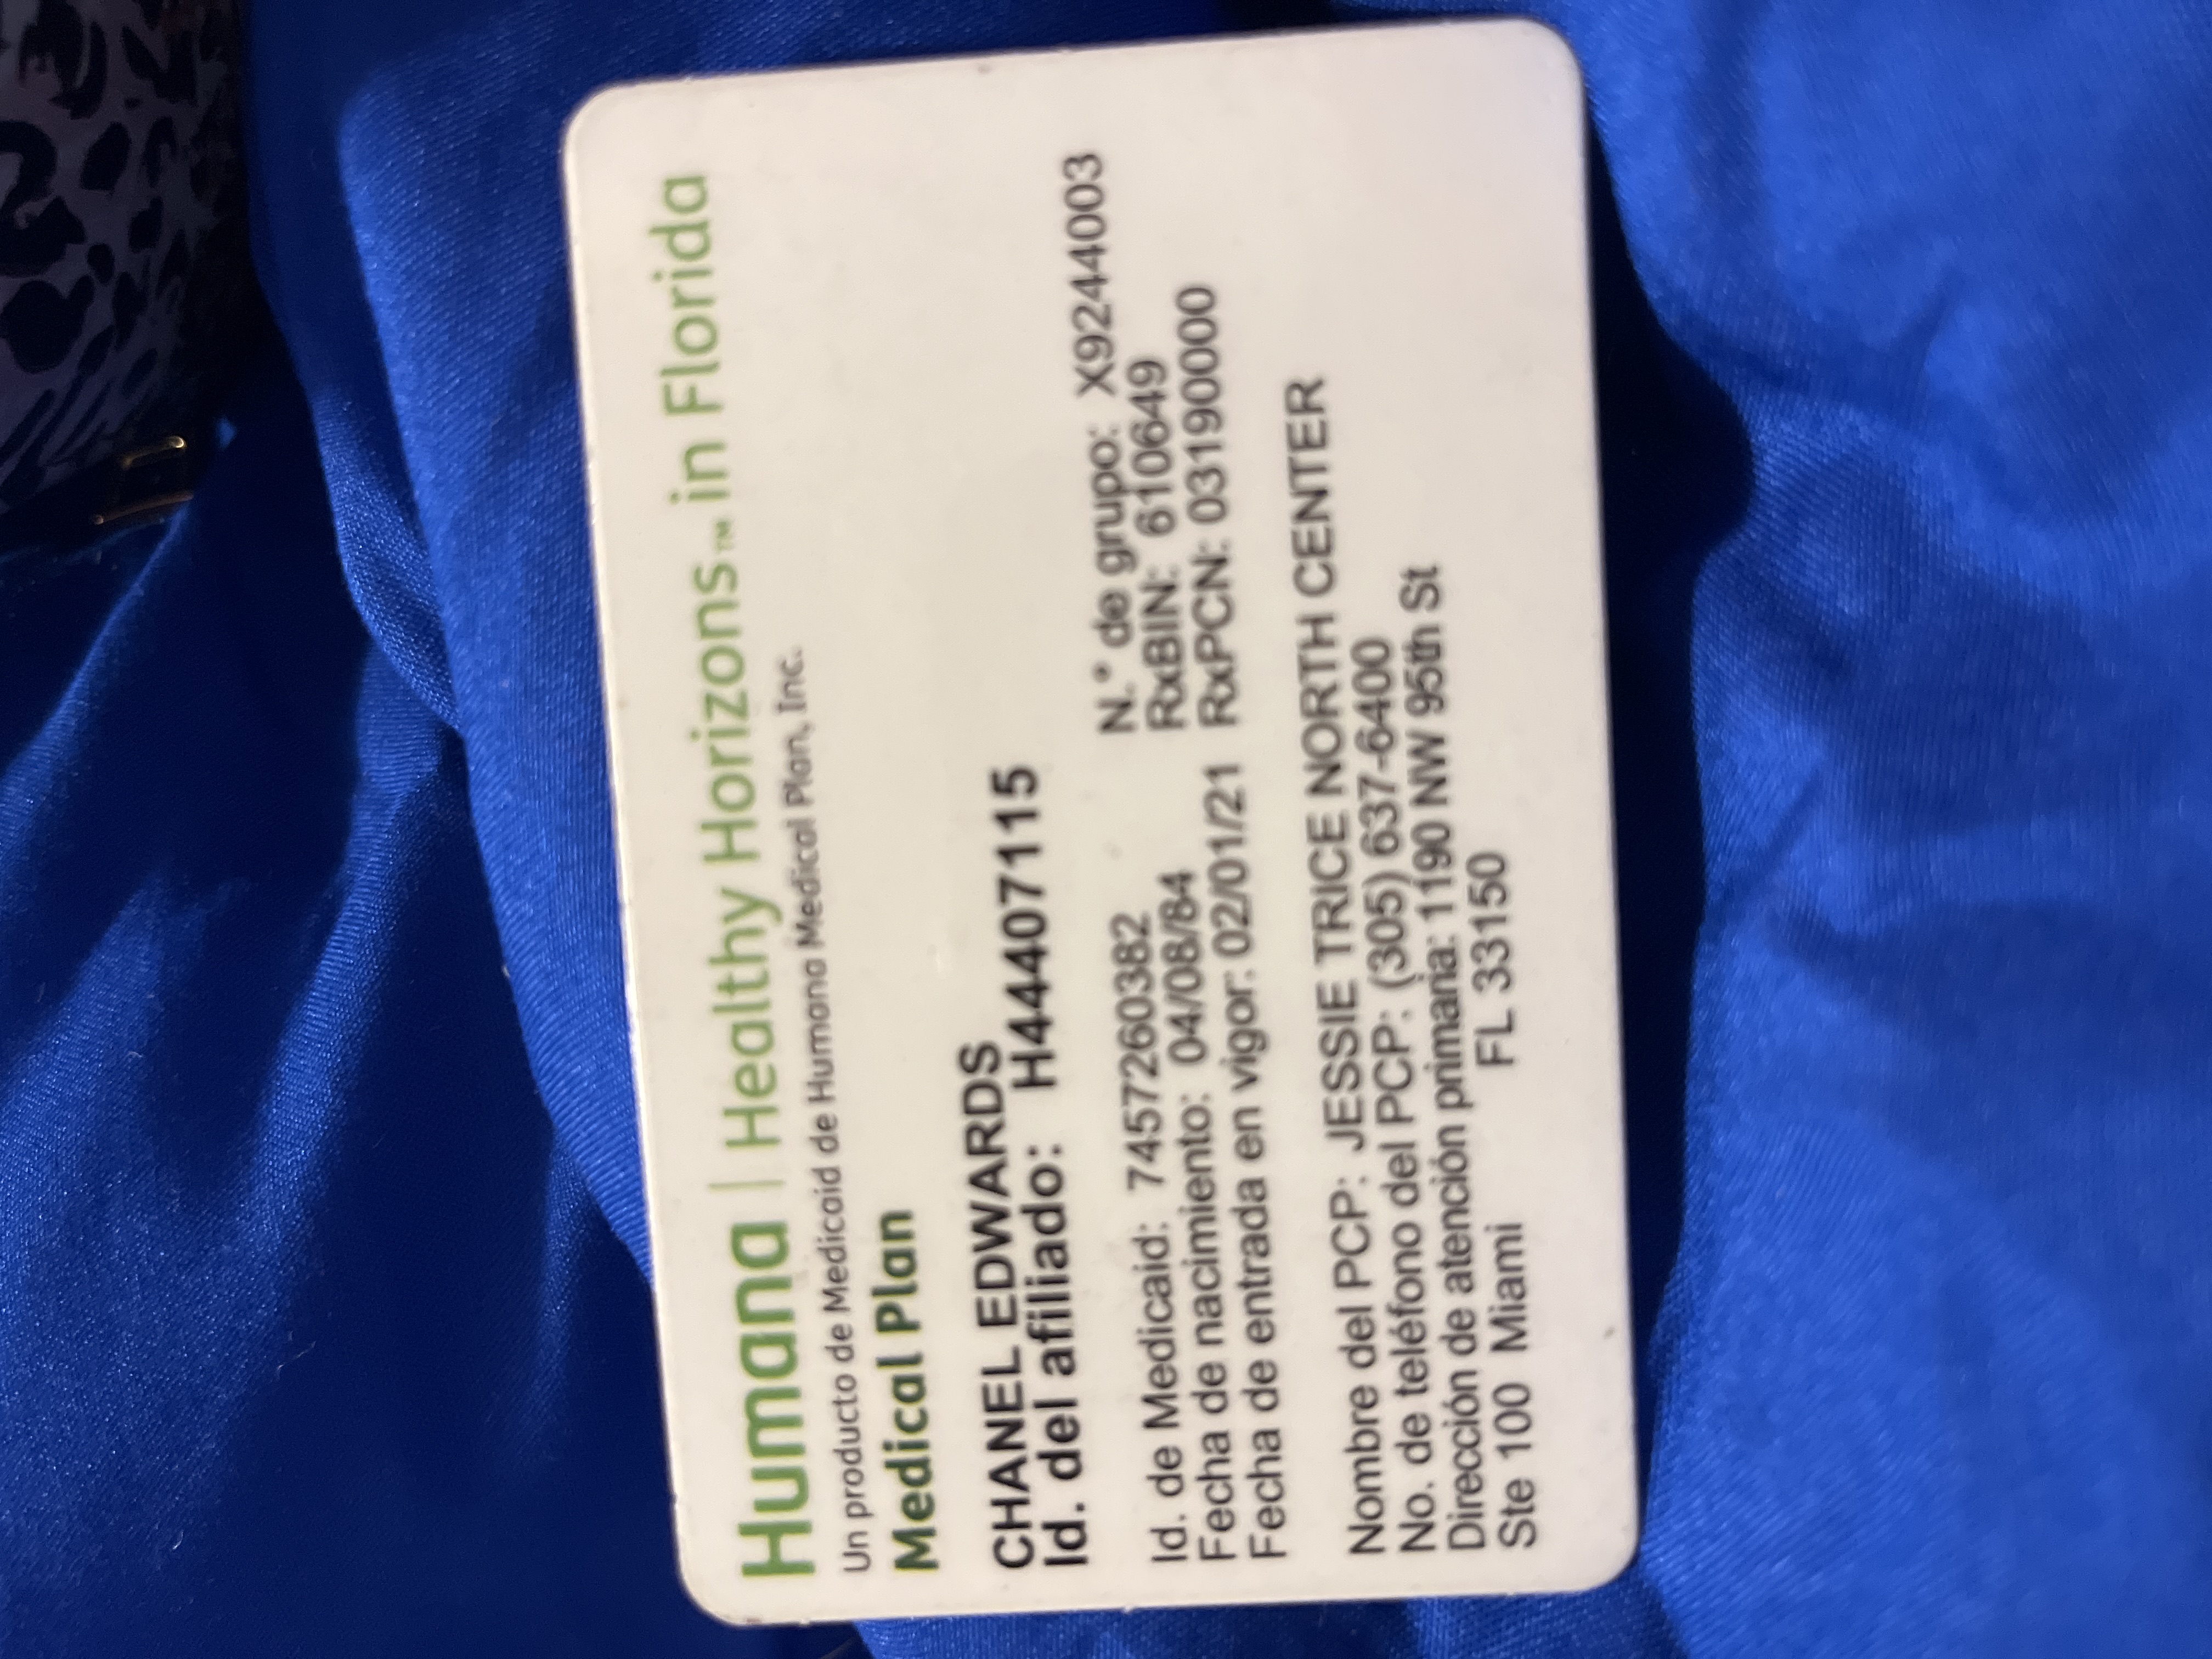 Humana | Healthy Horizons™ in Florida
Un producto de Medicaid de Humana Medical Plan, Inc.
Medical Plan
CHANEL EDWARDS
Id. del afiliado: H44407115
N.° de grupo: X9244003
Id. de Medicaid: 7457260382 RxBIN: 610649
Fecha de nacimiento: 04/08/84 RxPCN: 03190000
Fecha de entrada en vigor: 02/01/21
Nombre del PCP: JESSIE TRICE NORTH CENTER
No. de teléfono del PCP: (305) 637-6400
Dirección de atención primaria: 1190 NW 95th St
Ste 100 Miami FL 33150